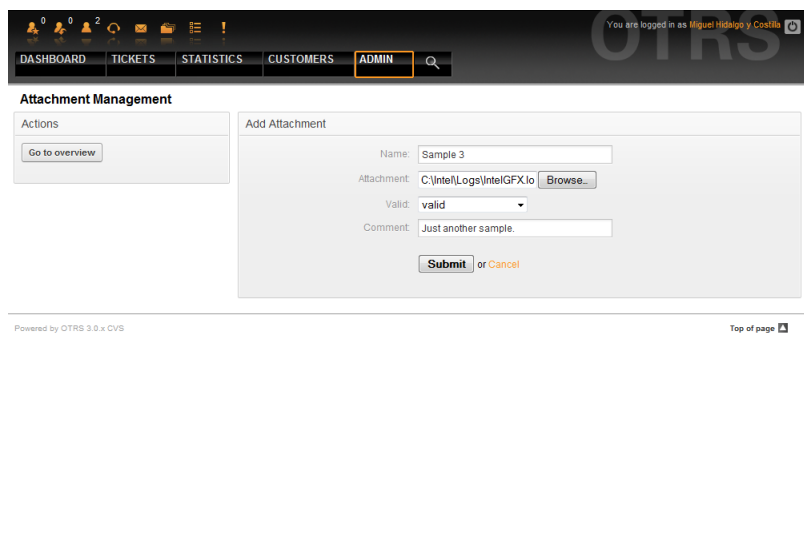 0 0 2
You are logged in as Miguel Hidalgo y Costilla
OTRS
DASHBOARD TICKETS STATISTICS CUSTOMERS ADMIN
Attachment Management
Actions
Go to overview
Add Attachment
Name: Sample 3
Attachment: C:\Intel\Logs\IntelGFX.lo Browse...
Valid: valid
Comment: Just another sample.
Submit or Cancel
Powered by OTRS 3.0.x CVS
Top of page